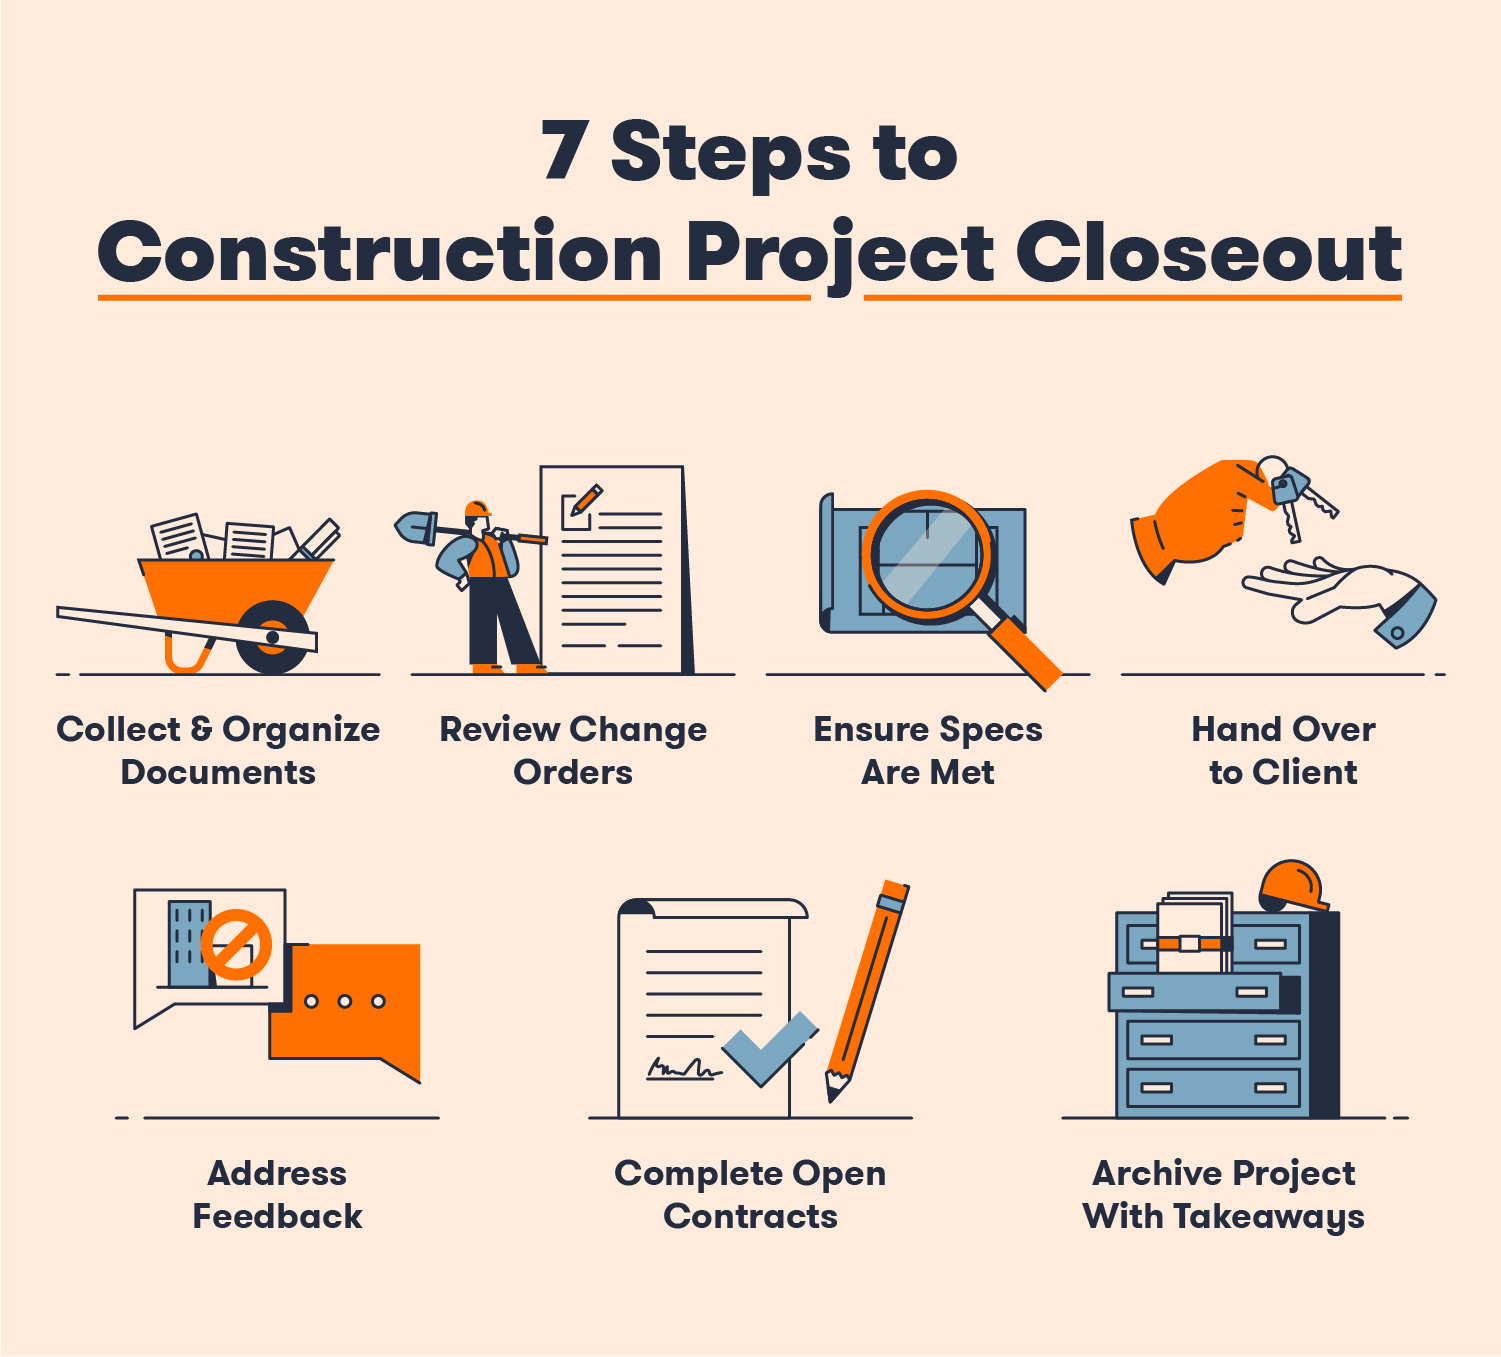 7 Steps to
Construction Project Closeout
Collect & Organize
Documents
Review Change
Orders
Ensure Specs
Are Met
Hand Over
to Client
Address
Feedback
Complete Open
Contracts
Archive Project
With Takeaways